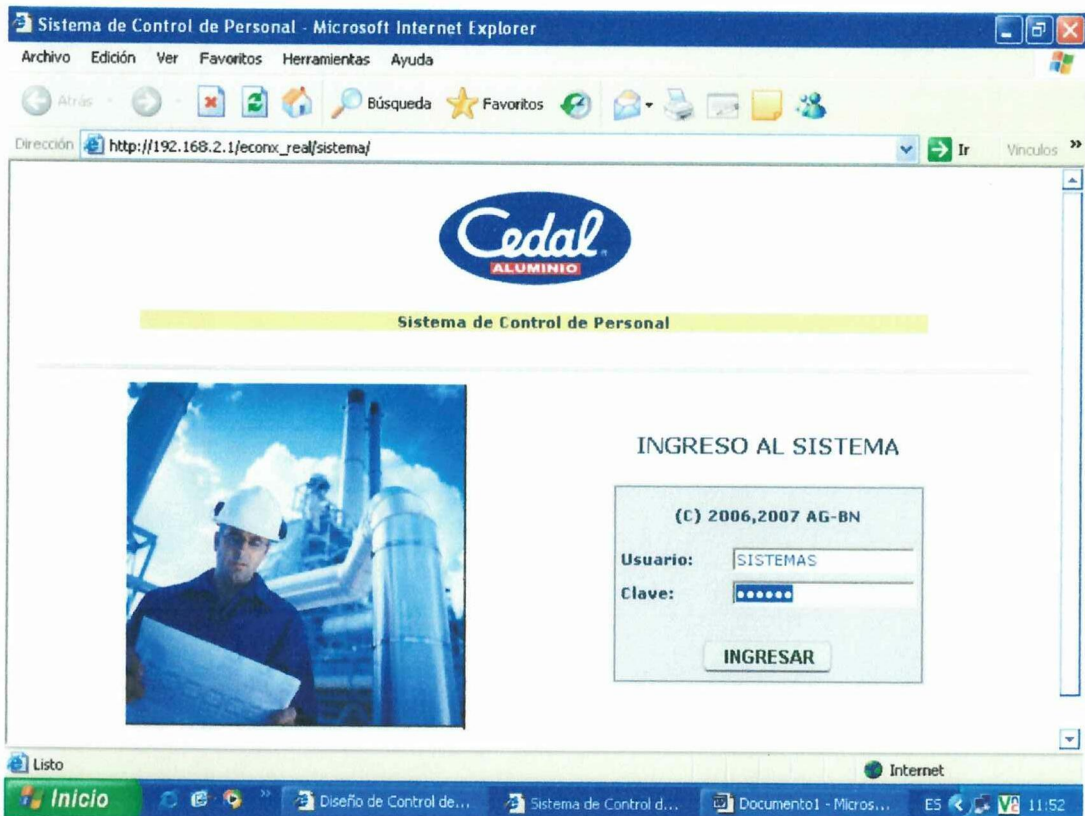 Sistema de Control de Personal - Microsoft Internet Explorer
Archivo Edición Ver Favoritos Herramientas Ayuda
Atrás Búsqueda Favoritos
Dirección http://192.168.2.1/econx_real/sistema/ Ir Vínculos »
Cedal
ALUMINIO
Sistema de Control de Personal
INGRESO AL SISTEMA
(C) 2006,2007 AG-BN
Usuario: SISTEMAS
Clave: ••••••
INGRESAR
Listo Internet
Inicio » Diseño de Control de... Sistema de Control d... Documento1 - Micros... ES 11:52